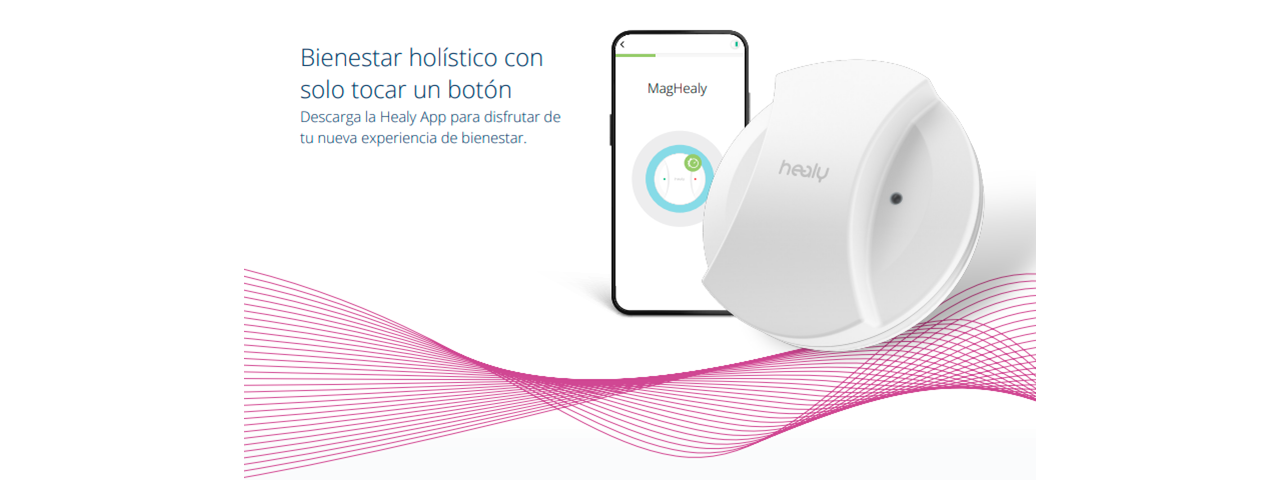 Bienestar holístico con
solo tocar un botón
Descarga la Healy App para disfrutar de
tu nueva experiencia de bienestar.
MagHealy
healy